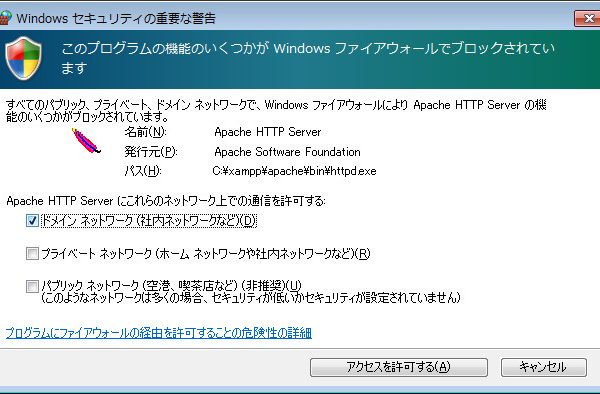 Windows セキュリティの重要な警告
このプログラムの機能のいくつかが Windows ファイアウォールでブロックされてい
ます
すべてのパブリック、プライベート、ドメイン ネットワークで、Windows ファイアウォールにより Apache HTTP Server の機
能のいくつかがブロックされています。
名前(N): Apache HTTP Server
発行元(P): Apache Software Foundation
パス(H): C:¥xampp¥apache¥bin¥httpd.exe
Apache HTTP Server にこれらのネットワーク上での通信を許可する:
ドメイン ネットワーク (社内ネットワークなど)(D)
プライベート ネットワーク (ホーム ネットワークや社内ネットワークなど)(R)
パブリック ネットワーク (空港、喫茶店など) (非推奨)(U)
(このようなネットワークは多くの場合、セキュリティが低いかセキュリティが設定されていません)
プログラムにファイアウォールの経由を許可することの危険性の詳細
アクセスを許可する(A) キャンセル